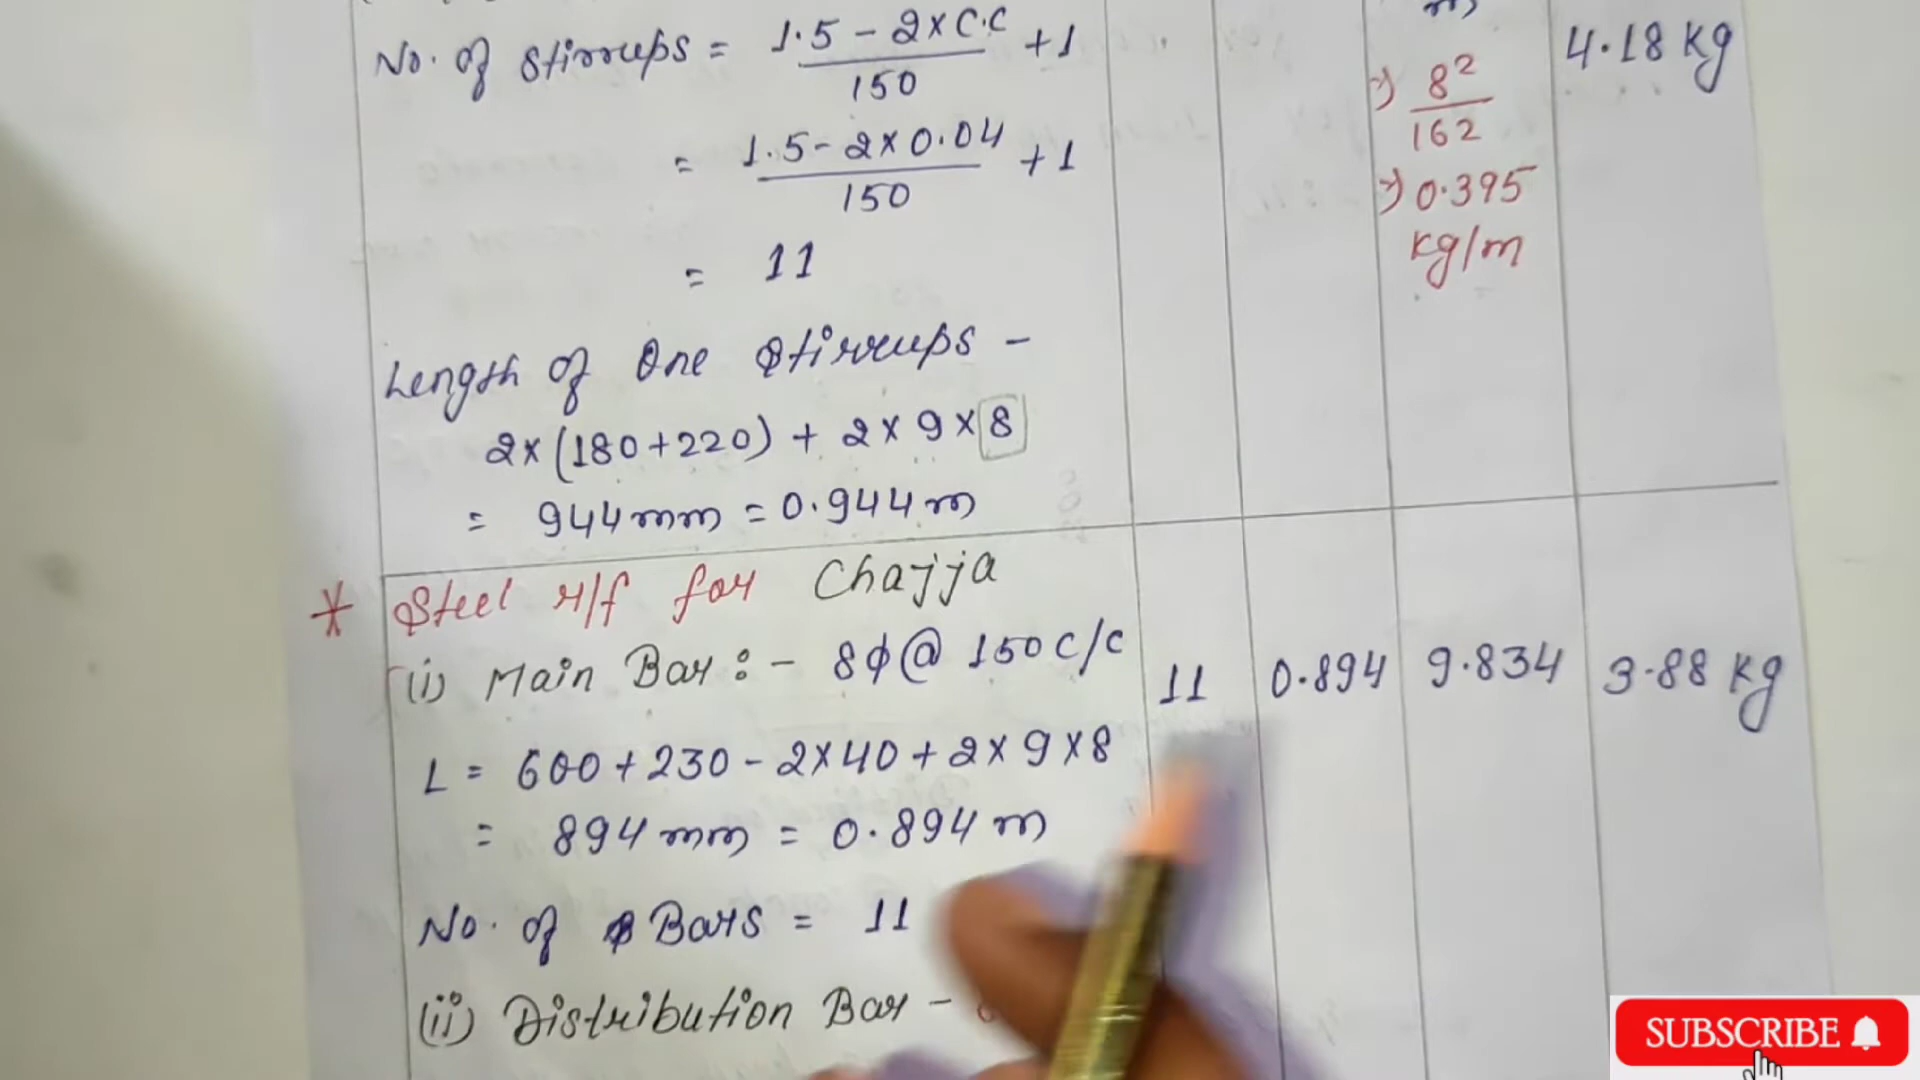 No. of Stirrups = 1.5 - 2 x C.C / 150 + 1
= 1.5 - 2 x 0.04 / 150 + 1
= 11
Length of One Stirrups -
2 x (180 + 220) + 2 x 9 x 8
= 944 mm = 0.944 m
8² / 162
0.395
kg/m
4.18 kg
* Steel r/f for Chajja
(i) Main Bar :- 8ϕ @ 150 c/c 11 0.894 9.834 3.88 kg
L = 600 + 230 - 2 x 40 + 2 x 9 x 8
= 894 mm = 0.894 m
No. of Bars = 11
(ii) Distribution Bar -
SUBSCRIBE